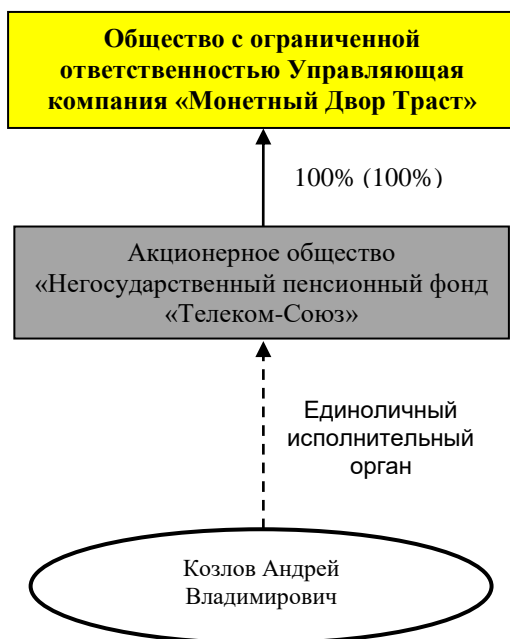 Общество с ограниченной
ответственностью Управляющая
компания «Монетный Двор Траст»
100% (100%)
Акционерное общество
«Негосударственный пенсионный фонд
«Телеком-Союз»
Единоличный
исполнительный
орган
Козлов Андрей
Владимирович